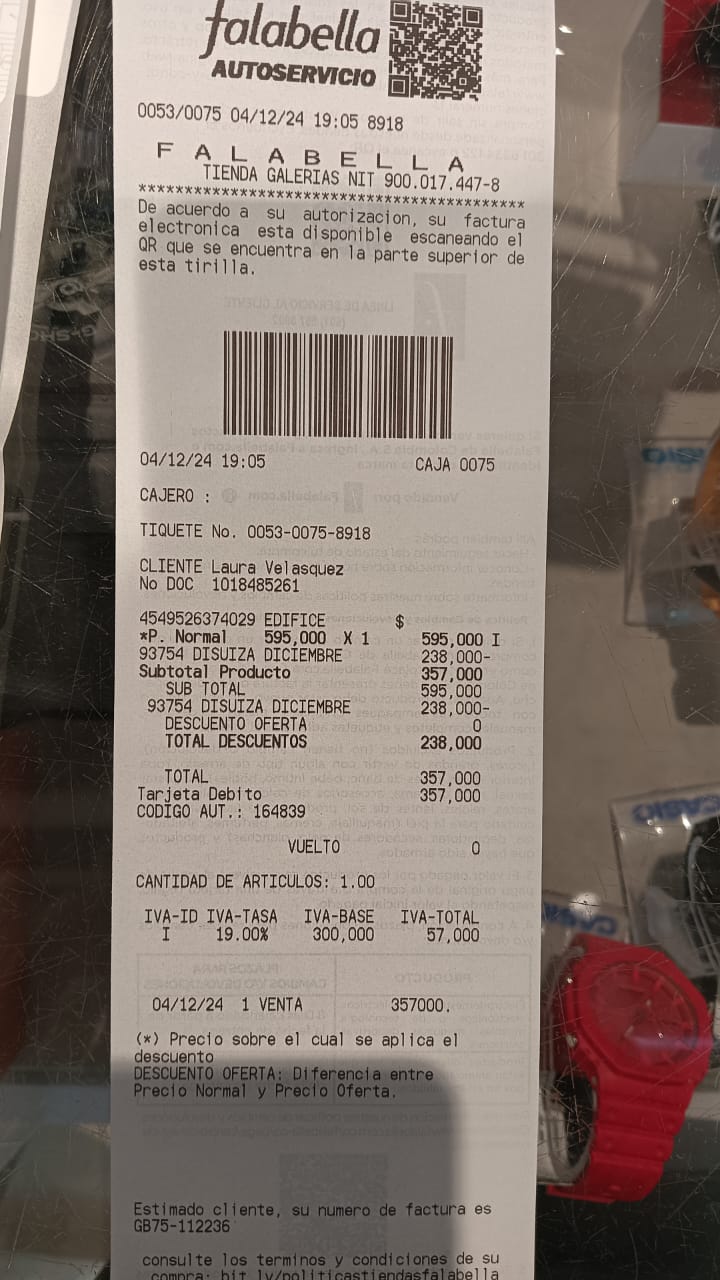 falabella
AUTOSERVICIO
0053/0075 04/12/24 19:05 8918
F A L A B E L L A
TIENDA GALERIAS NIT 900.017.447-8
******************************************
De acuerdo a su autorizacion, su factura
electronica esta disponible escaneando el
QR que se encuentra en la parte superior de
esta tirilla.
04/12/24 19:05 CAJA 0075
CAJERO :
TIQUETE No. 0053-0075-8918
CLIENTE Laura Velasquez
No DOC 1018485261
4549526374029 EDIFICE $
*P. Normal 595,000 X 1 595,000 I
93754 DISUIZA DICIEMBRE 238,000-
Subtotal Producto 357,000
SUB TOTAL 595,000
93754 DISUIZA DICIEMBRE 238,000-
DESCUENTO OFERTA 0
TOTAL DESCUENTOS 238,000
TOTAL 357,000
Tarjeta Debito 357,000
CODIGO AUT.: 164839
VUELTO 0
CANTIDAD DE ARTICULOS: 1.00
IVA-ID IVA-TASA IVA-BASE IVA-TOTAL
I 19.00% 300,000 57,000
04/12/24 1 VENTA 357000.
(*) Precio sobre el cual se aplica el
descuento
DESCUENTO OFERTA: Diferencia entre
Precio Normal y Precio Oferta.
Estimado cliente, su numero de factura es
GB75-112236
consulte los terminos y condiciones de su
compra: bit.ly/politicastiendasfalabella
CASIO